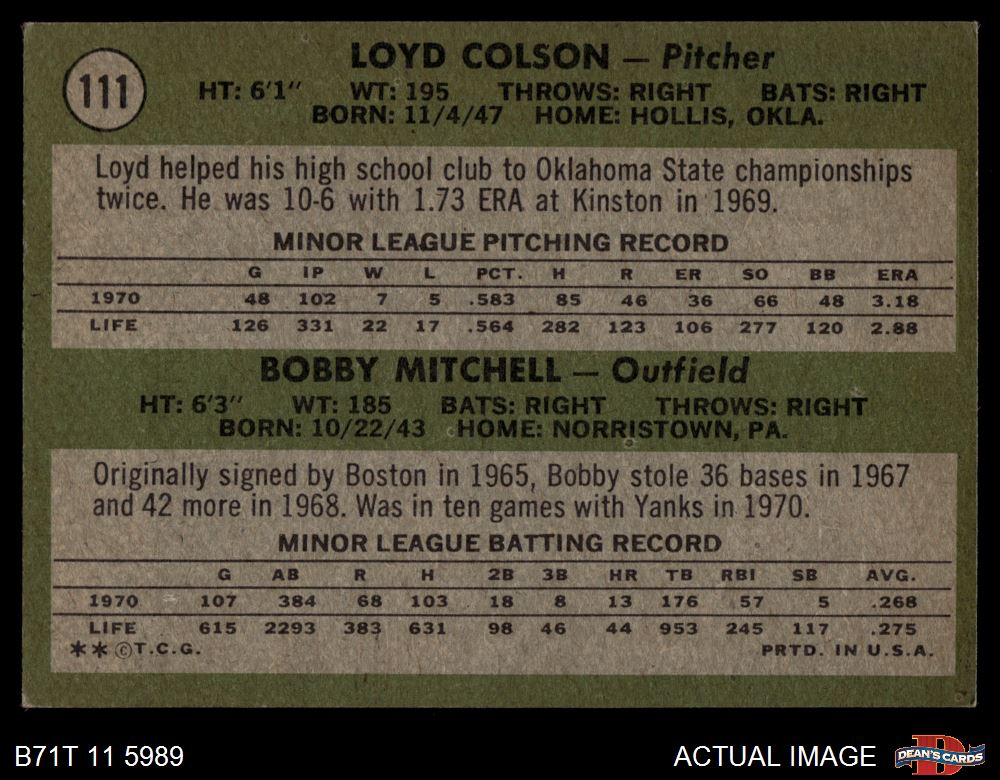 111
LOYD COLSON — Pitcher
HT: 6'1" WT: 195 THROWS: RIGHT BATS: RIGHT
BORN: 11/4/47 HOME: HOLLIS, OKLA.
Loyd helped his high school club to Oklahoma State championships
twice. He was 10-6 with 1.73 ERA at Kinston in 1969.
MINOR LEAGUE PITCHING RECORD
G IP W L PCT. H R ER SO BB ERA
1970 48 102 7 5 .583 85 46 36 66 48 3.18
LIFE 126 331 22 17 .564 282 123 106 277 120 2.88
BOBBY MITCHELL — Outfield
HT: 6'3" WT: 185 BATS: RIGHT THROWS: RIGHT
BORN: 10/22/43 HOME: NORRISTOWN, PA.
Originally signed by Boston in 1965, Bobby stole 36 bases in 1967
and 42 more in 1968. Was in ten games with Yanks in 1970.
MINOR LEAGUE BATTING RECORD
G AB R H 2B 3B HR TB RBI SB AVG.
1970 107 384 68 103 18 8 13 176 57 5 .268
LIFE 615 2293 383 631 98 46 44 953 245 117 .275
**©T.C.G. PRTD. IN U.S.A.
B71T 11 5989 ACTUAL IMAGE D DEAN'S CARDS